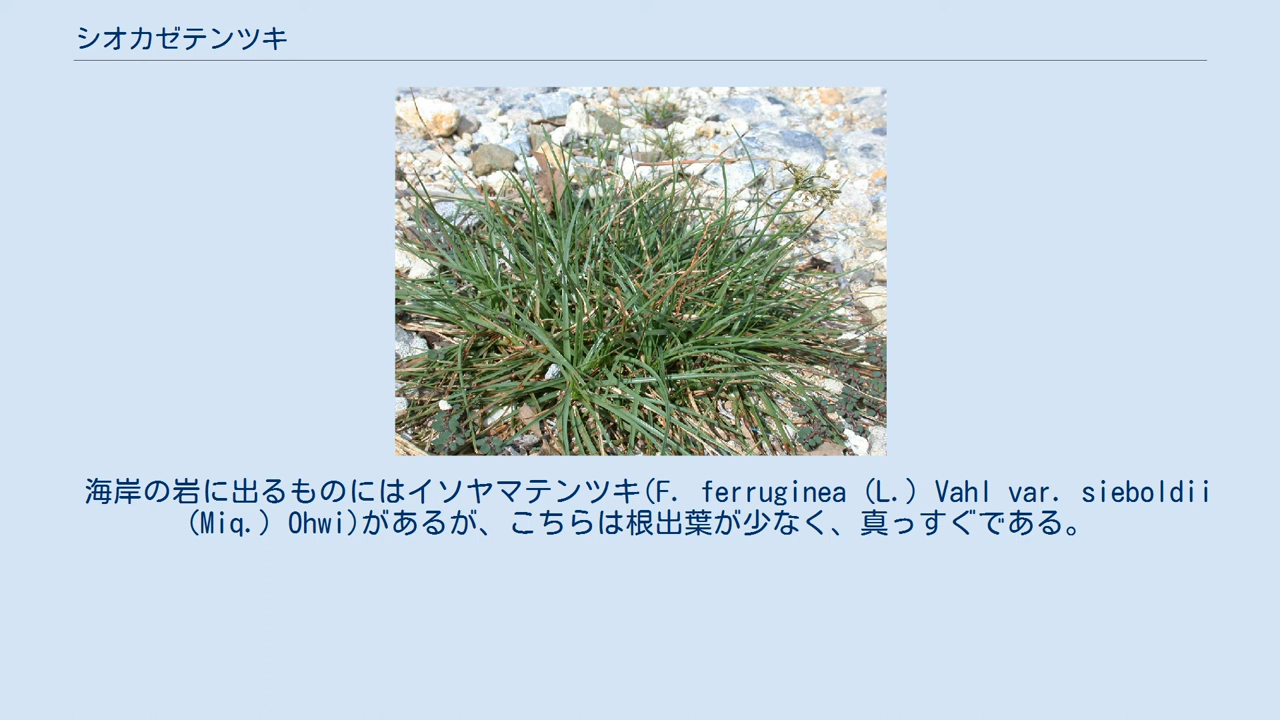 シオカゼテンツキ
海岸の岩に出るものにはイソヤマテンツキ(F. ferruginea (L.) Vahl var. sieboldii
(Miq.) Ohwi)があるが、こちらは根出葉が少なく、真っすぐである。